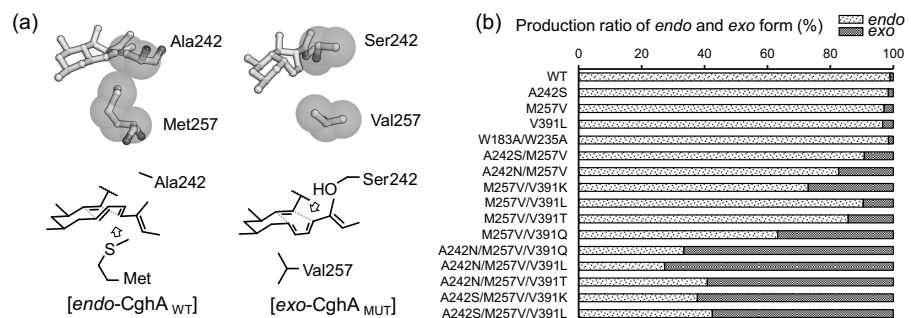 (a)
Ala242
Met257
Ser242
Val257
Ala242
S
Met
[endo-CghA WT]
HO
Ser242
Val257
[exo-CghA MUT]
(b)
Production ratio of endo and exo form (%)
endo
exo
0 20 40 60 80 100
WT
A242S
M257V
V391L
W183A/W235A
A242S/M257V
A242N/M257V
M257V/V391K
M257V/V391L
M257V/V391T
M257V/V391Q
A242N/M257V/V391Q
A242N/M257V/V391L
A242N/M257V/V391T
A242S/M257V/V391K
A242S/M257V/V391L